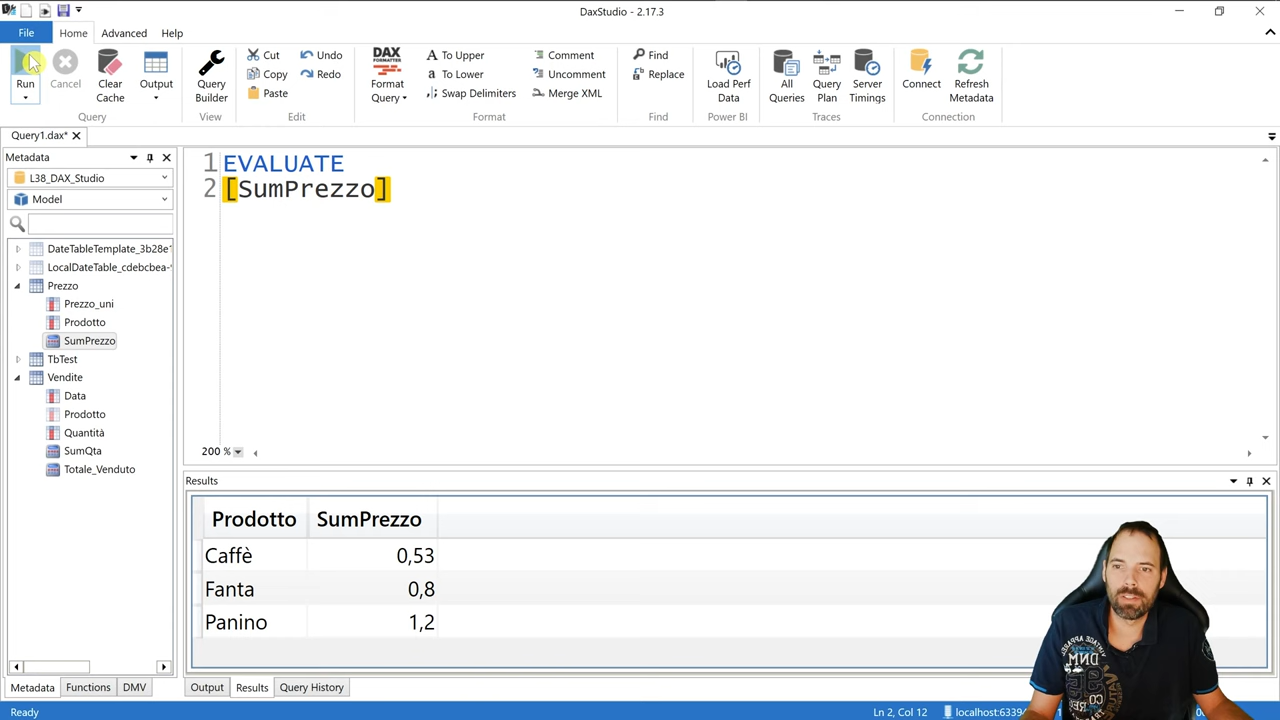 DaxStudio - 2.17.3
File
Home
Advanced
Help
Run
Cancel
Clear Cache
Output
Query
Query Builder
View
Cut
Copy
Paste
Undo
Redo
Edit
DAX FORMATTER
Format Query
To Upper
To Lower
Swap Delimiters
Comment
Uncomment
Merge XML
Format
Find
Replace
Find
Load Perf Data
Power BI
All Queries
Query Plan
Server Timings
Traces
Connect
Refresh Metadata
Connection
Query1.dax*
Metadata
L38_DAX_Studio
Model
DateTableTemplate_3b28e
LocalDateTable_cdebcbea-
Prezzo
Prezzo_uni
Prodotto
SumPrezzo
TbTest
Vendite
Data
Prodotto
Quantità
SumQta
Totale_Venduto
1 EVALUATE
2 [SumPrezzo]
200 %
Results
Prodotto SumPrezzo
Caffè 0,53
Fanta 0,8
Panino 1,2
Metadata
Functions
DMV
Output
Results
Query History
Ready
Ln 2, Col 12
localhost:6339